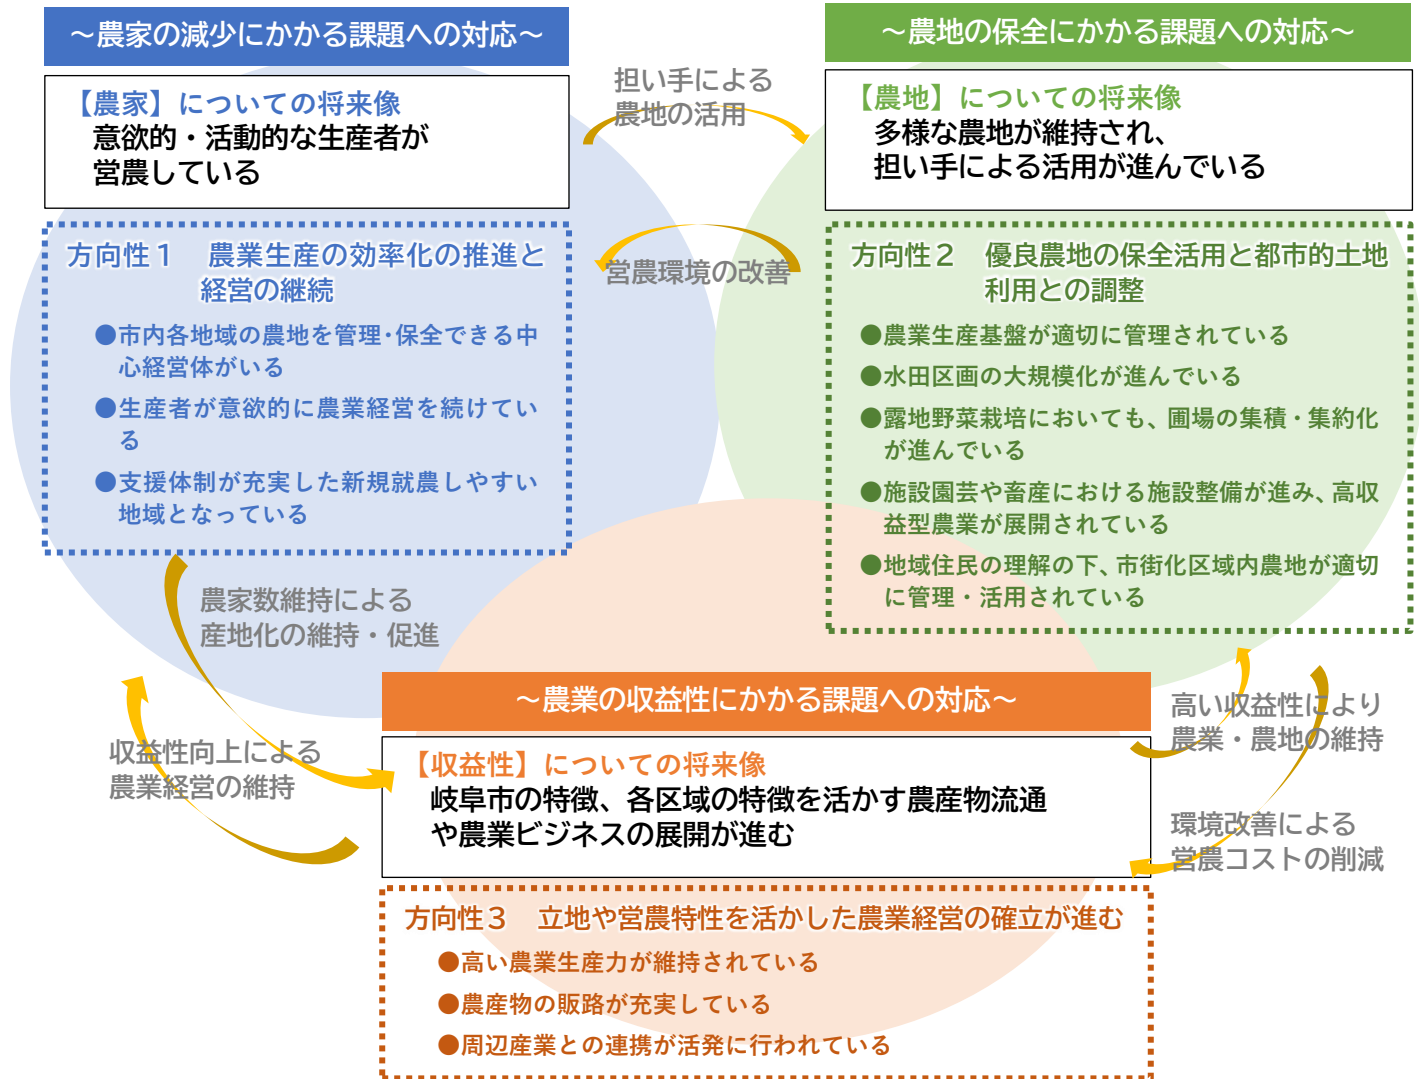 ～農家の減少にかかる課題への対応～
【農家】についての将来像
意欲的・活動的な生産者が
営農している
方向性１　農業生産の効率化の推進と
経営の継続
●市内各地域の農地を管理・保全できる中
心経営体がいる
●生産者が意欲的に農業経営を続けてい
る
●支援体制が充実した新規就農しやすい
地域となっている
担い手による
農地の活用
営農環境の改善
～農地の保全にかかる課題への対応～
【農地】についての将来像
多様な農地が維持され、
担い手による活用が進んでいる
方向性２　優良農地の保全活用と都市的土地
利用との調整
●農業生産基盤が適切に管理されている
●水田区画の大規模化が進んでいる
●露地野菜栽培においても、圃場の集積・集約化
が進んでいる
●施設園芸や畜産における施設整備が進み、高収
益型農業が展開されている
●地域住民の理解の下、市街化区域内農地が適切
に管理・活用されている
農家数維持による
産地化の維持・促進
収益性向上による
農業経営の維持
～農業の収益性にかかる課題への対応～
【収益性】についての将来像
岐阜市の特徴、各区域の特徴を活かす農産物流通
や農業ビジネスの展開が進む
方向性３　立地や営農特性を活かした農業経営の確立が進む
●高い農業生産力が維持されている
●農産物の販路が充実している
●周辺産業との連携が活発に行われている
高い収益性により
農業・農地の維持
環境改善による
営農コストの削減